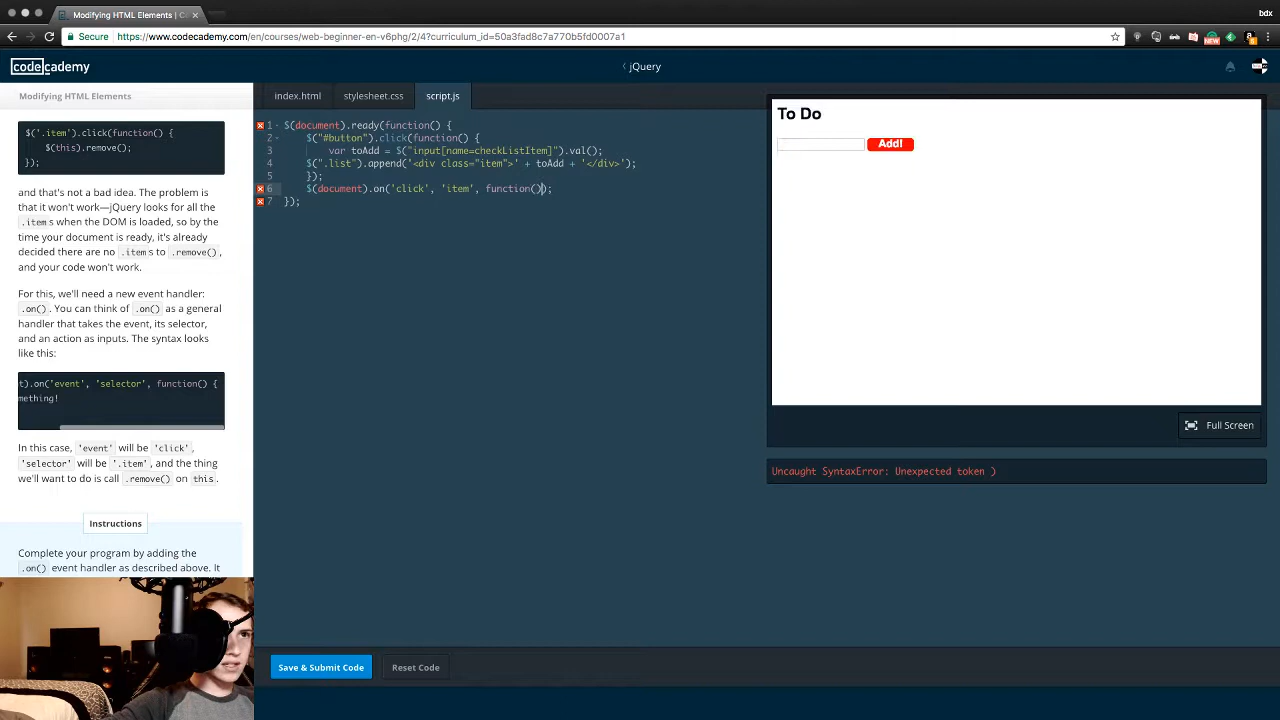 Modifying HTML Elements | C
bdx
Secure
https://www.codecademy.com/en/courses/web-beginner-en-v6phg/2/4?curriculum_id=50a3fad8c7a770b5fd0007a1
codecademy
jQuery
Modifying HTML Elements
$('.item').click(function() {
$(this).remove();
});
and that's not a bad idea. The problem is
that it won't work—jQuery looks for all the
.item s when the DOM is loaded, so by the
time your document is ready, it's already
decided there are no .item s to .remove() ,
and your code won't work.
For this, we'll need a new event handler:
.on() . You can think of .on() as a general
handler that takes the event, its selector,
and an action as inputs. The syntax looks
like this:
t).on('event', 'selector', function() {
mething!
In this case, 'event' will be 'click' ,
'selector' will be '.item' , and the thing
we'll want to do is call .remove() on this .
Instructions
Complete your program by adding the
.on() event handler as described above. It
index.html
stylesheet.css
script.js
1 $(document).ready(function() {
2 $("#button").click(function() {
3 var toAdd = $("input[name=checkListItem]").val();
4 $(".list").append('<div class="item">' + toAdd + '</div>');
5 });
6 $(document).on('click', 'item', function());
7 });
To Do
Add!
Full Screen
Uncaught SyntaxError: Unexpected token )
Save & Submit Code
Reset Code